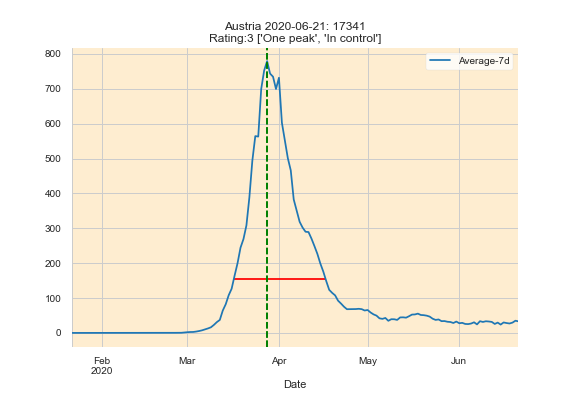 Austria 2020-06-21: 17341
Rating:3 ['One peak', 'In control']
Average-7d
800
700
600
500
400
300
200
100
0
Feb
2020
Mar
Apr
May
Jun
Date